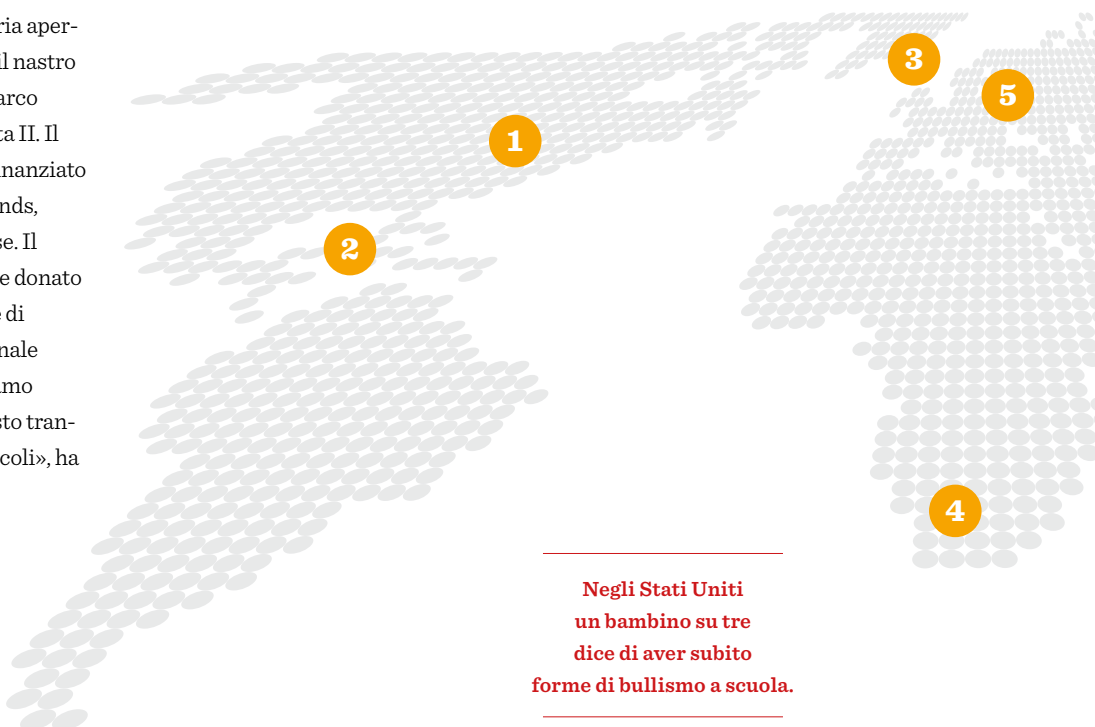 ria aper-
il nastro
arco
ta II. Il
nanziato
nds,
se. Il
e donato
e di
nale
amo
sto tran-
coli», ha
1
2
3
5
4
Negli Stati Uniti
un bambino su tre
dice di aver subito
forme di bullismo a scuola.